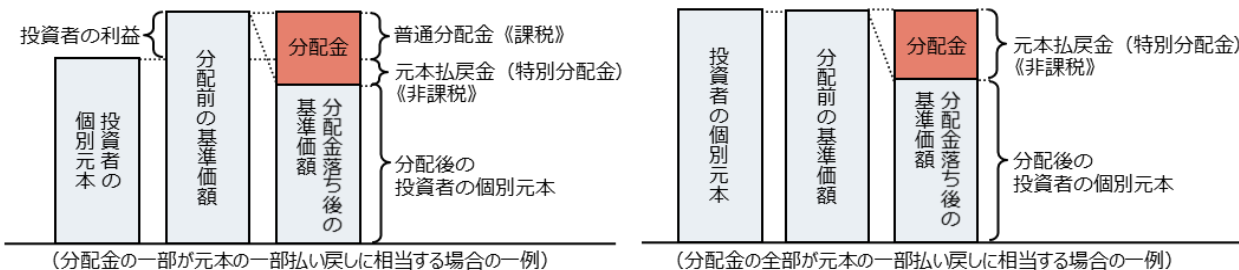 投資者の利益
投資者の
個別元本
分配前の基準価額
分配金
分配金落ち後の
基準価額
普通分配金《課税》
元本払戻金（特別分配金）
《非課税》
分配後の
投資者の個別元本
（分配金の一部が元本の一部払い戻しに相当する場合の一例）
投資者の個別元本
分配前の基準価額
分配金
分配金落ち後の
基準価額
元本払戻金（特別分配金）
《非課税》
分配後の
投資者の個別元本
（分配金の全部が元本の一部払い戻しに相当する場合の一例）